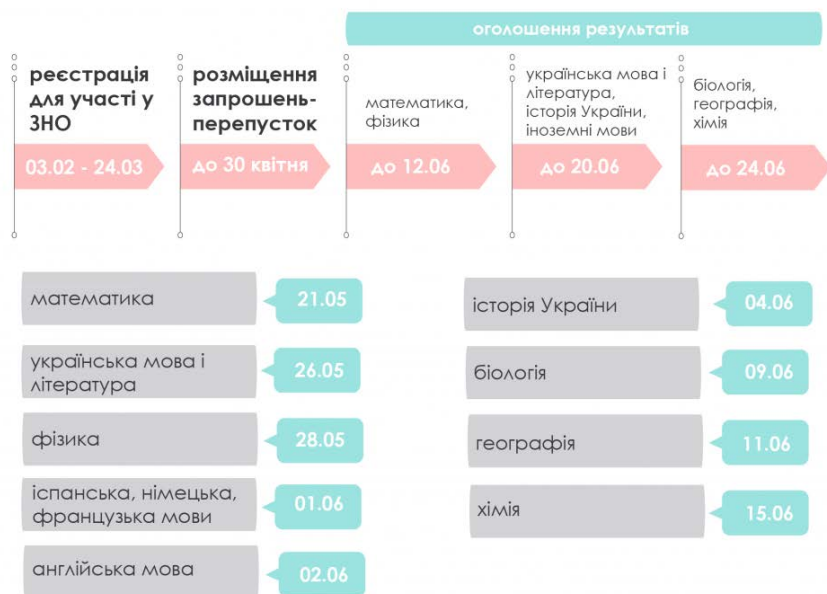 оголошення результатів
реєстрація
для участі у
ЗНО
03.02 - 24.03
розміщення
запрошень-
перепусток
до 30 квітня
математика,
фізика
до 12.06
українська мова і
література,
історія України,
іноземні мови
до 20.06
біологія,
географія,
хімія
до 24.06
математика
21.05
українська мова і
література
26.05
фізика
28.05
іспанська, німецька,
французька мови
01.06
англійська мова
02.06
історія України
04.06
біологія
09.06
географія
11.06
хімія
15.06